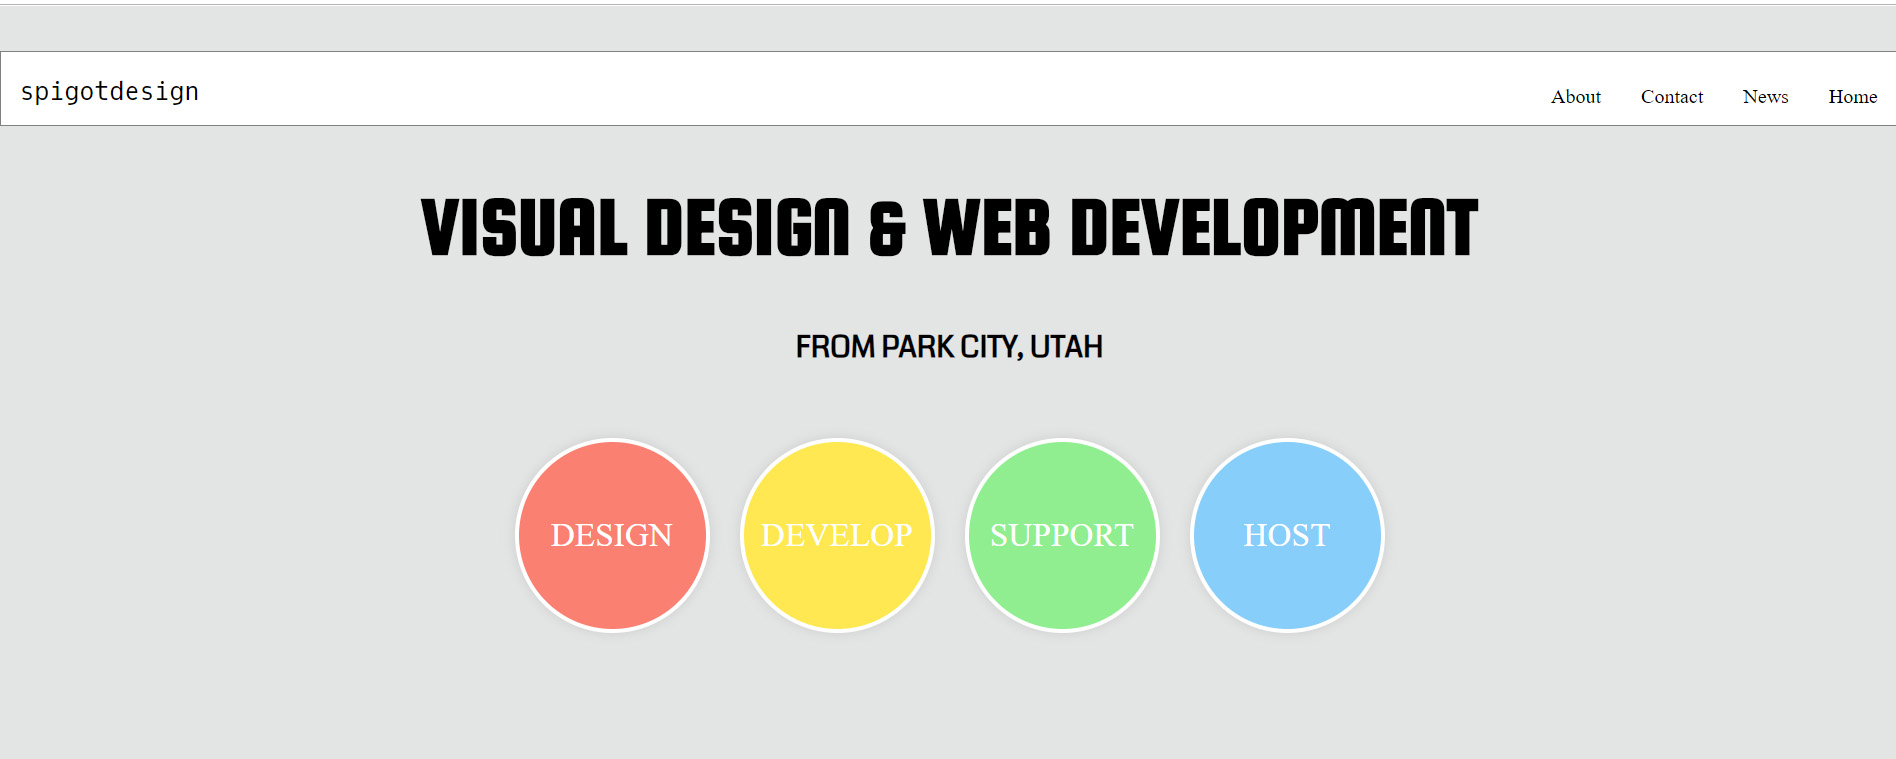 spigotdesign
About Contact News Home
VISUAL DESIGN & WEB DEVELOPMENT
FROM PARK CITY, UTAH
DESIGN DEVELOP SUPPORT HOST